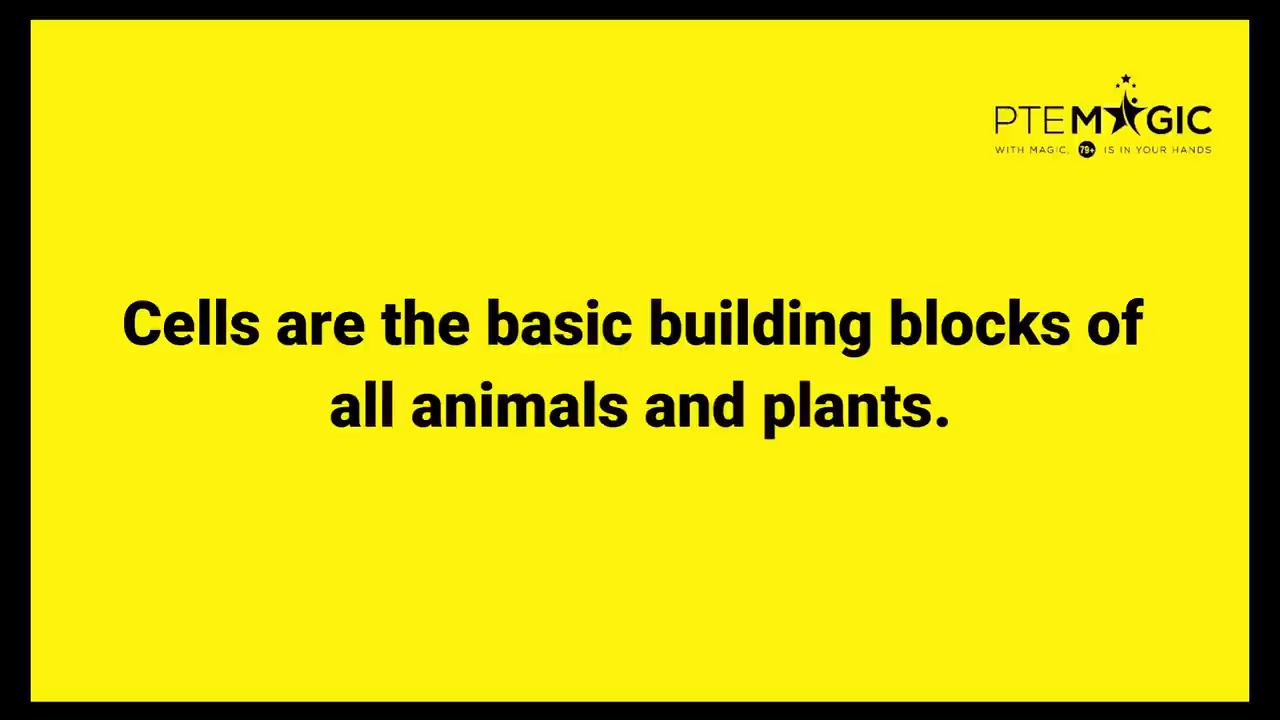 PTEMAGIC
WITH MAGIC, 79+ IS IN YOUR HANDS
Cells are the basic building blocks of
all animals and plants.